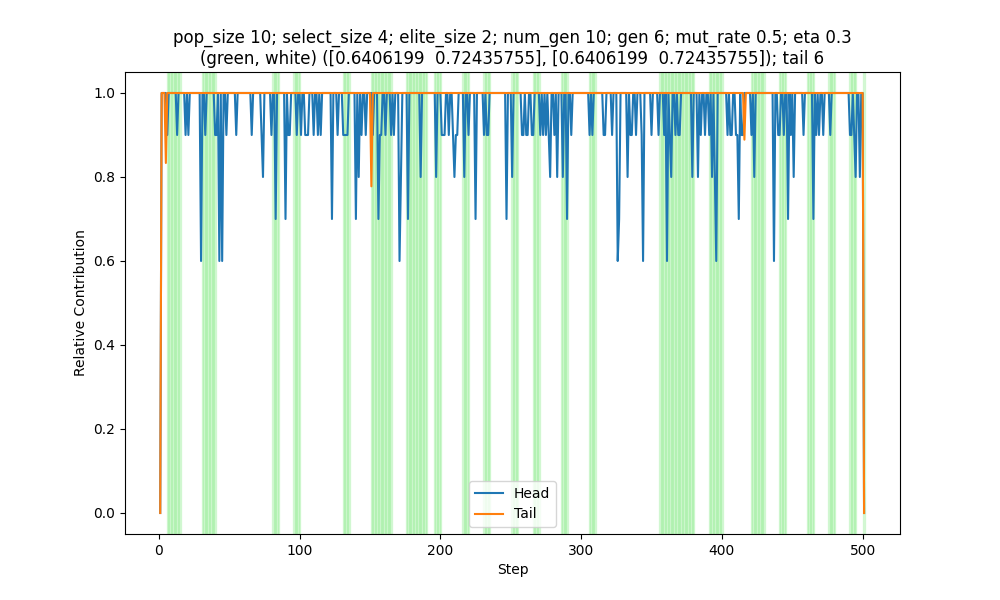 pop_size 10; select_size 4; elite_size 2; num_gen 10; gen 6; mut_rate 0.5; eta 0.3
(green, white) ([0.6406199  0.72435755], [0.6406199  0.72435755]); tail 6
1.0
0.8
0.6
0.4
0.2
0.0
Relative Contribution
Head
Tail
0
100
200
300
400
500
Step